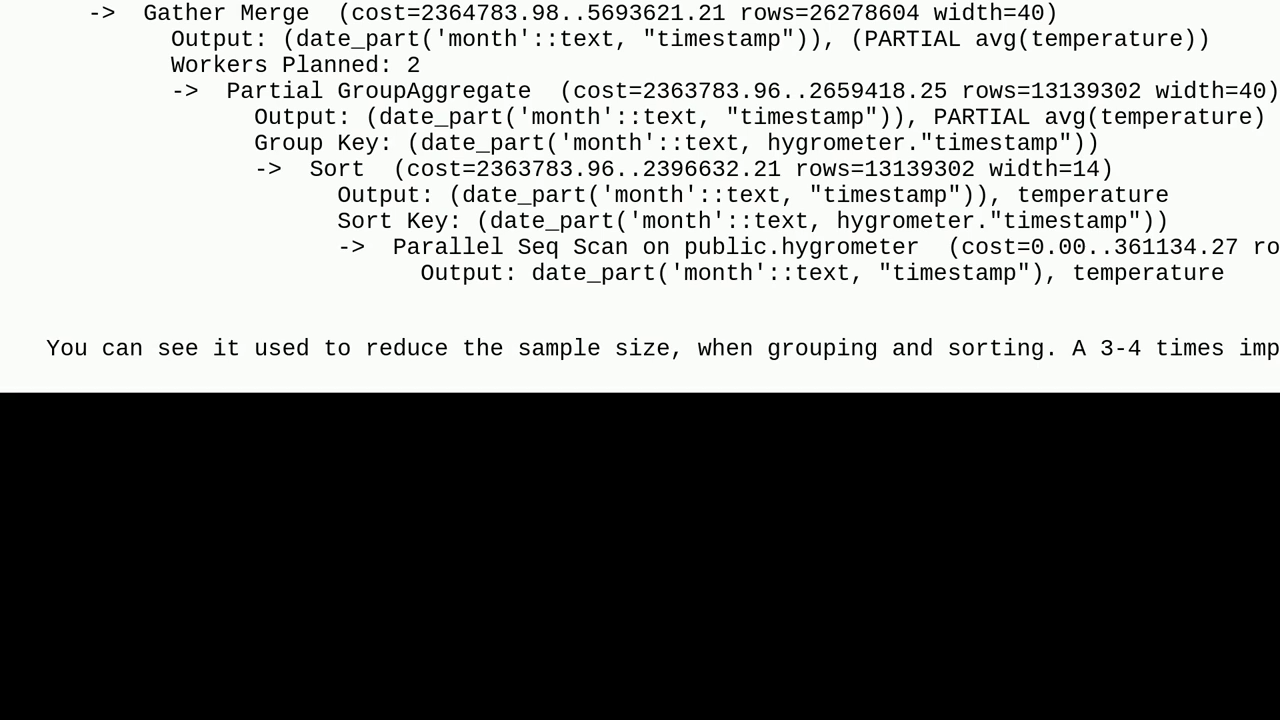 ->  Gather Merge  (cost=2364783.98..5693621.21 rows=26278604 width=40)
Output: (date_part('month'::text, "timestamp")), (PARTIAL avg(temperature))
Workers Planned: 2
->  Partial GroupAggregate  (cost=2363783.96..2659418.25 rows=13139302 width=40)
Output: (date_part('month'::text, "timestamp")), PARTIAL avg(temperature)
Group Key: (date_part('month'::text, hygrometer."timestamp"))
->  Sort  (cost=2363783.96..2396632.21 rows=13139302 width=14)
Output: (date_part('month'::text, "timestamp")), temperature
Sort Key: (date_part('month'::text, hygrometer."timestamp"))
->  Parallel Seq Scan on public.hygrometer  (cost=0.00..361134.27 ro
Output: date_part('month'::text, "timestamp"), temperature
You can see it used to reduce the sample size, when grouping and sorting. A 3-4 times imp